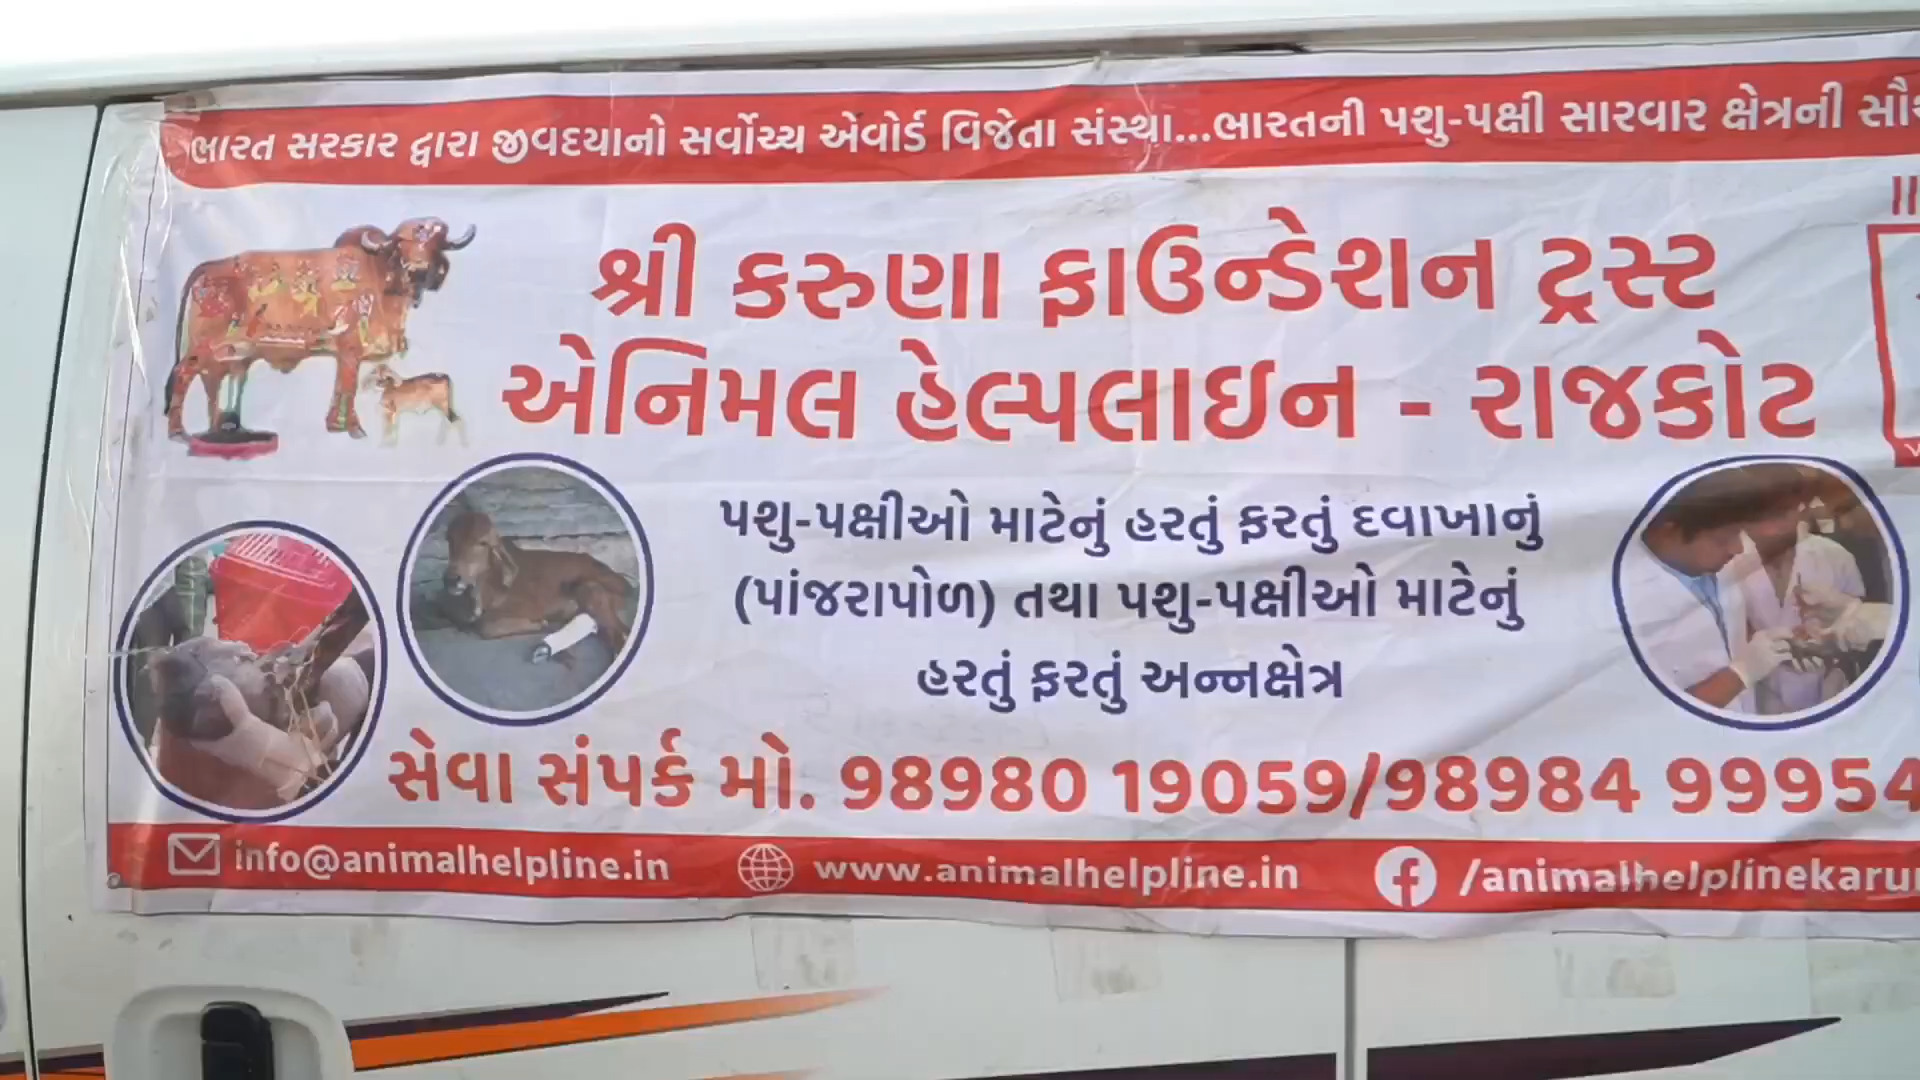 ભારત સરકાર દ્વારા જીવદયાનો સર્વોચ્ચ એવોર્ડ વિજેતા સંસ્થા...ભારતની પશુ-પક્ષી સારવાર ક્ષેત્રની
શ્રી કરુણા ફાઉન્ડેશન ટ્રસ્ટ
એનિમલ હેલ્પલાઇન - રાજકોટ
પશુ-પક્ષીઓ માટેનું હરતું ફરતું દવાખાનું
(પાંજરાપોળ) તથા પશુ-પક્ષીઓ માટેનું
હરતું ફરતું અન્નક્ષેત્ર
સેવા સંપર્ક મો. 98980 19059/98984 99954
info@animalhelpline.in www.animalhelpline.in /animalhelplinekaru